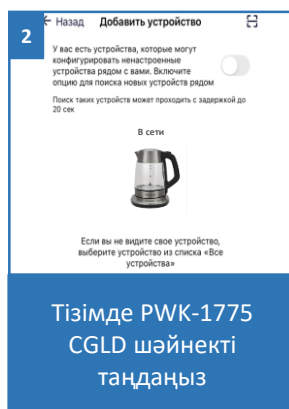 2
← Назад Добавить устройство
У вас есть устройства, которые могут
конфигурировать ненастроенные
устройства рядом с вами. Включите
опцию для поиска новых устройств рядом
Поиск таких устройств может проходить с задержкой до
20 сек
В сети
Если вы не видите свое устройство,
выберите устройство из списка «Все
устройства»
Тізімде PWK-1775
CGLD шәйнекті
таңдаңыз